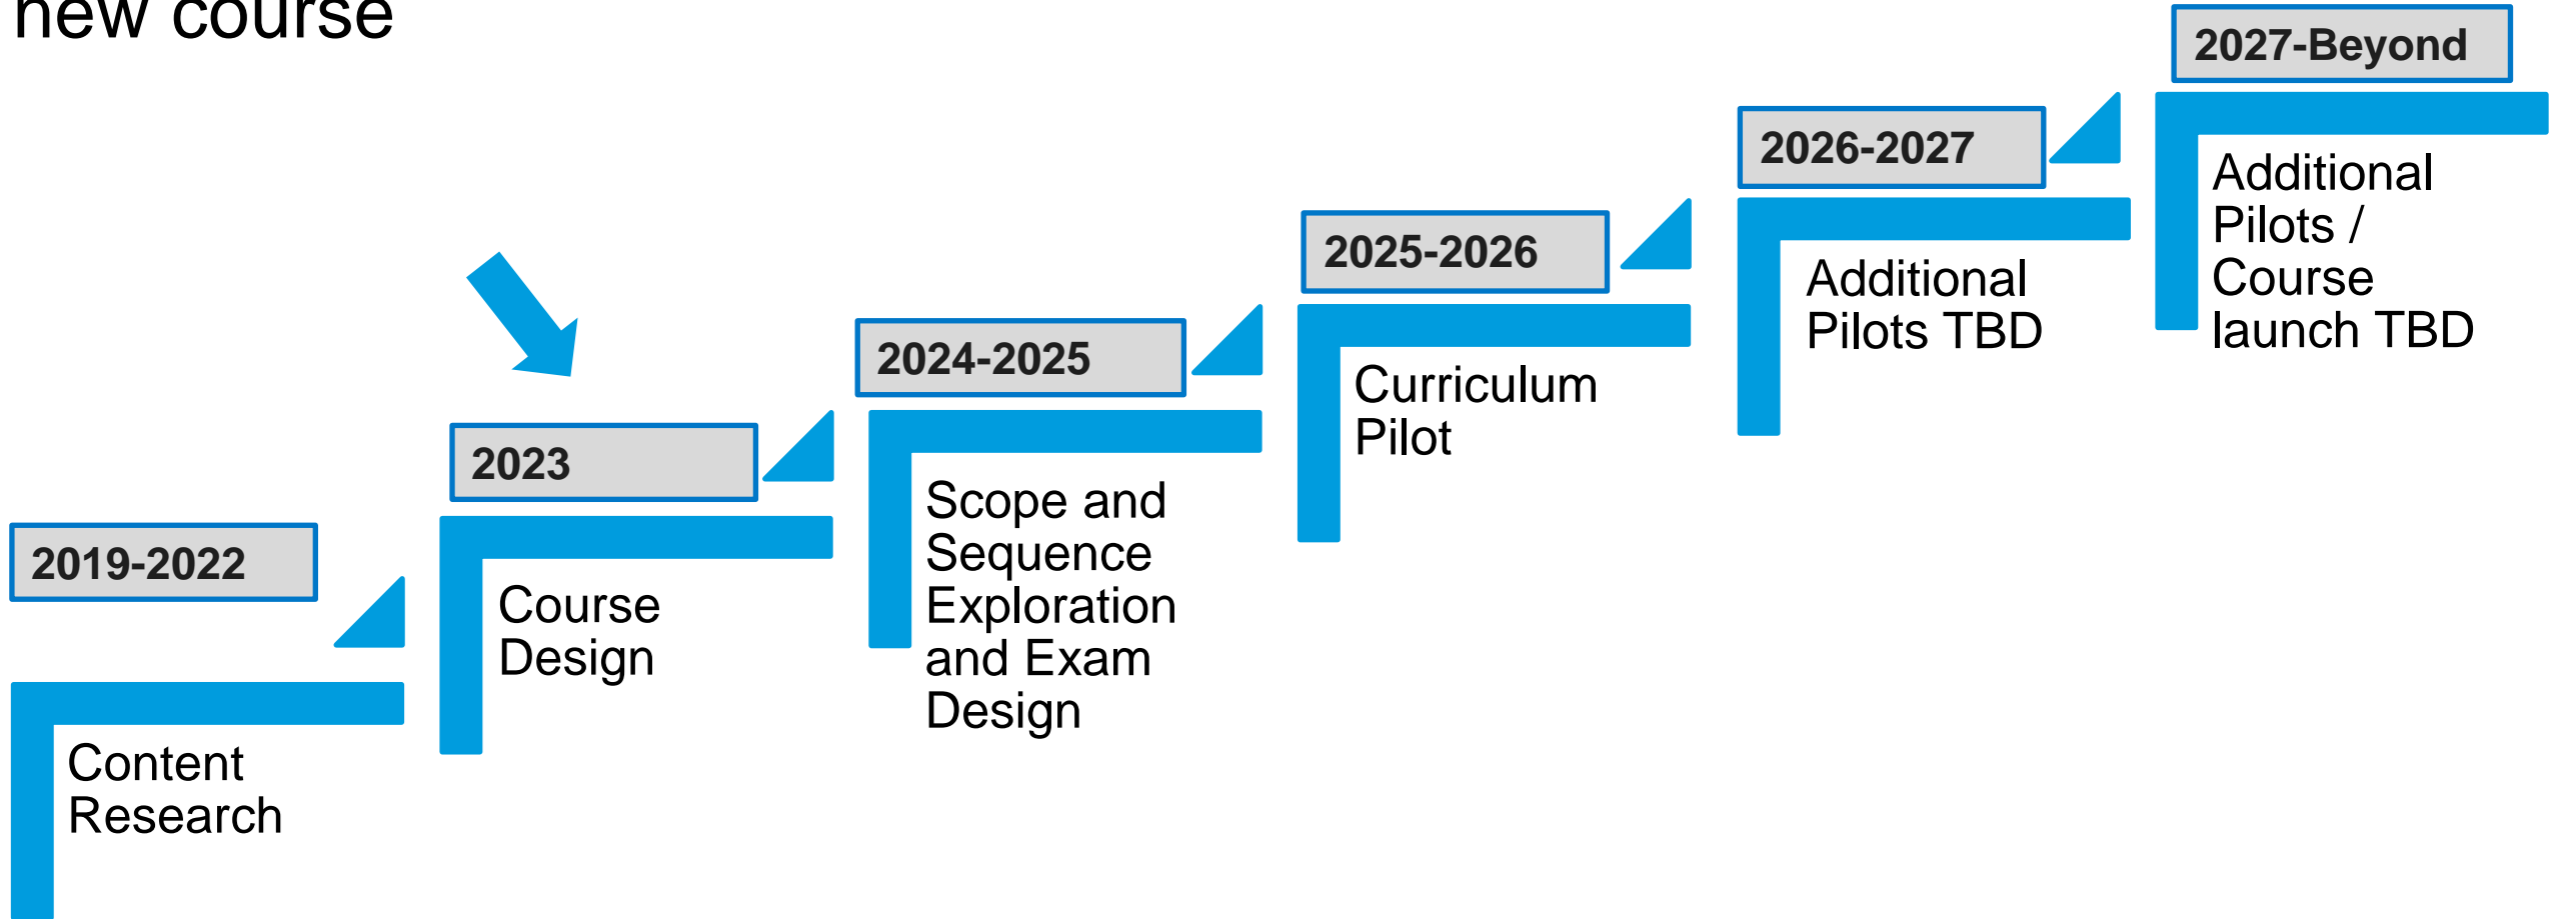 new course
2019-2022
Content
Research
2023
Course
Design
2024-2025
Scope and
Sequence
Exploration
and Exam
Design
2025-2026
Curriculum
Pilot
2026-2027
Additional
Pilots TBD
2027-Beyond
Additional
Pilots /
Course
launch TBD